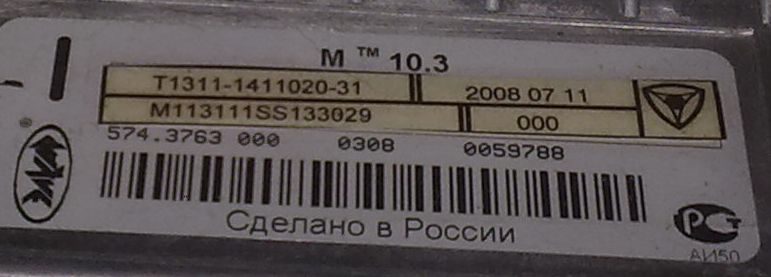 М ™ 10.3
T1311-1411020-31 2008 07 11
M113111SS133029 000
574.3763 000 0308 0059788
Сделано в России
АИ50